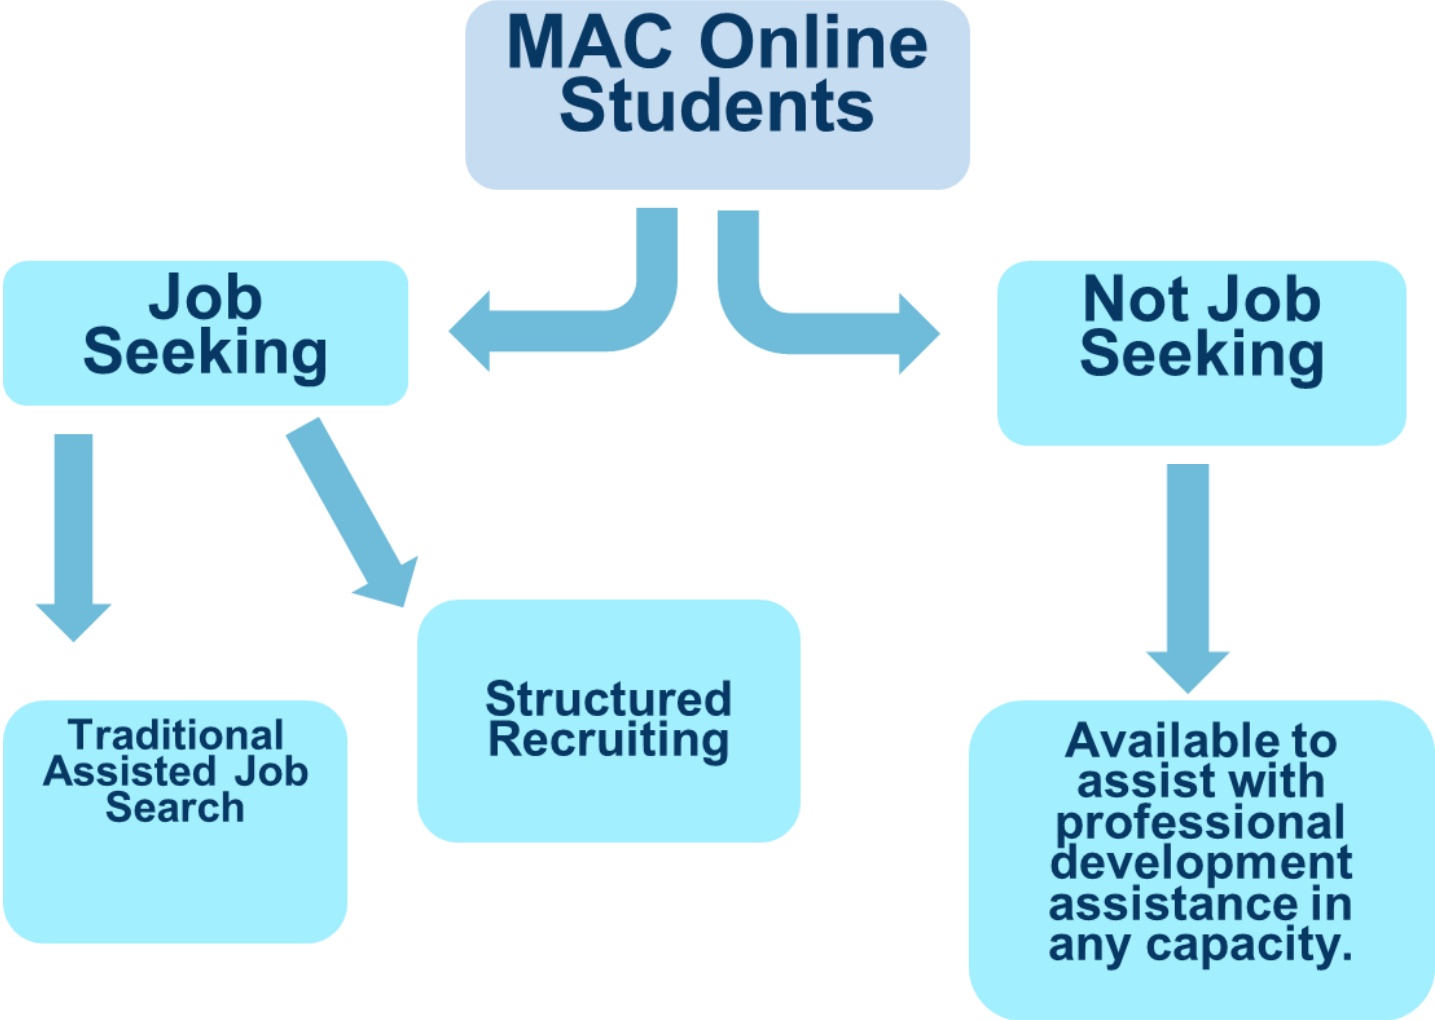 MAC Online
Students
Job
Seeking
Not Job
Seeking
Traditional
Assisted Job
Search
Structured
Recruiting
Available to
assist with
professional
development
assistance in
any capacity.